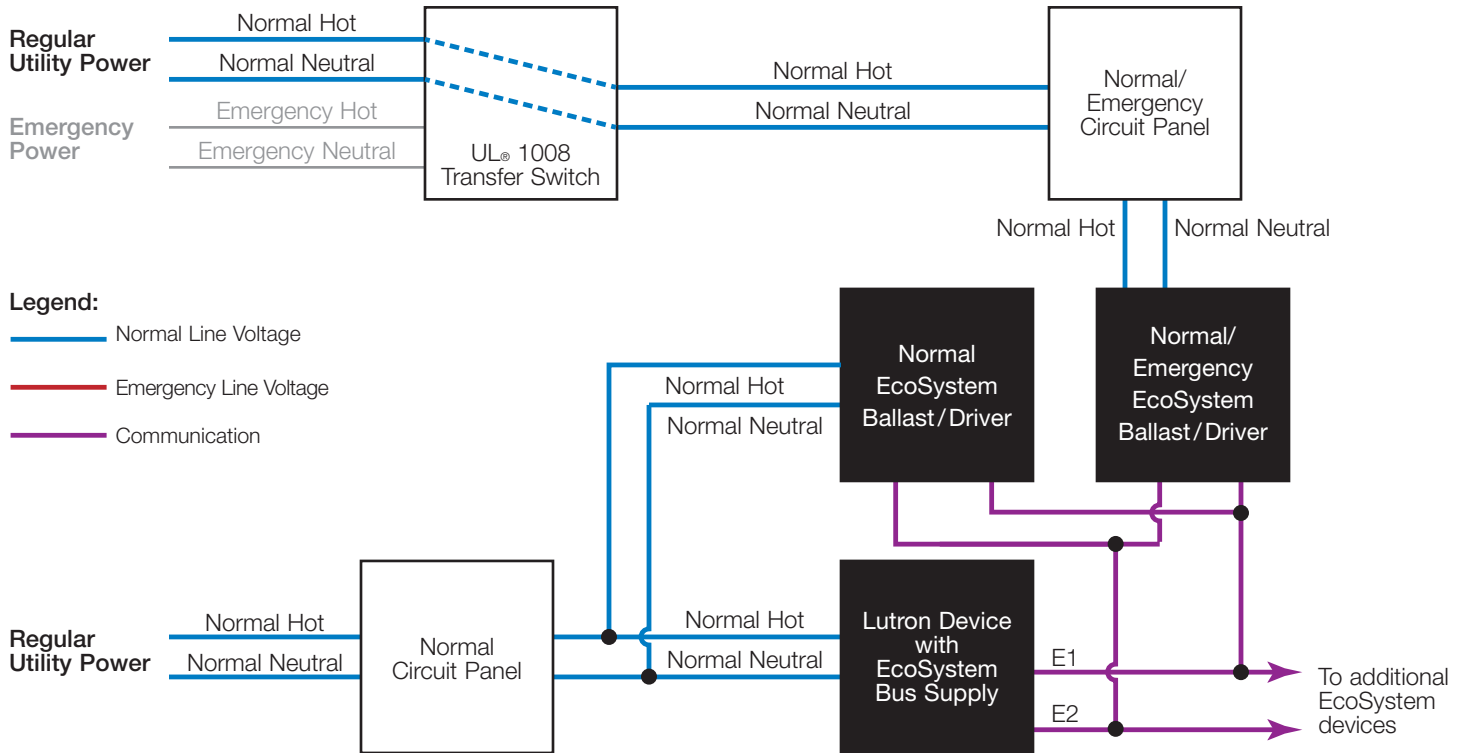 Regular
Utility Power
Normal Hot
Normal Neutral
Emergency
Power
Emergency Hot
Emergency Neutral
UL® 1008
Transfer Switch
Normal Hot
Normal Neutral
Normal/
Emergency
Circuit Panel
Normal Hot
Normal Neutral
Legend:
Normal Line Voltage
Emergency Line Voltage
Communication
Normal Hot
Normal Neutral
Normal
EcoSystem
Ballast/Driver
Normal/
Emergency
EcoSystem
Ballast/Driver
Regular
Utility Power
Normal Hot
Normal Neutral
Normal
Circuit Panel
Normal Hot
Normal Neutral
Lutron Device
with
EcoSystem
Bus Supply
E1
E2
To additional
EcoSystem
devices